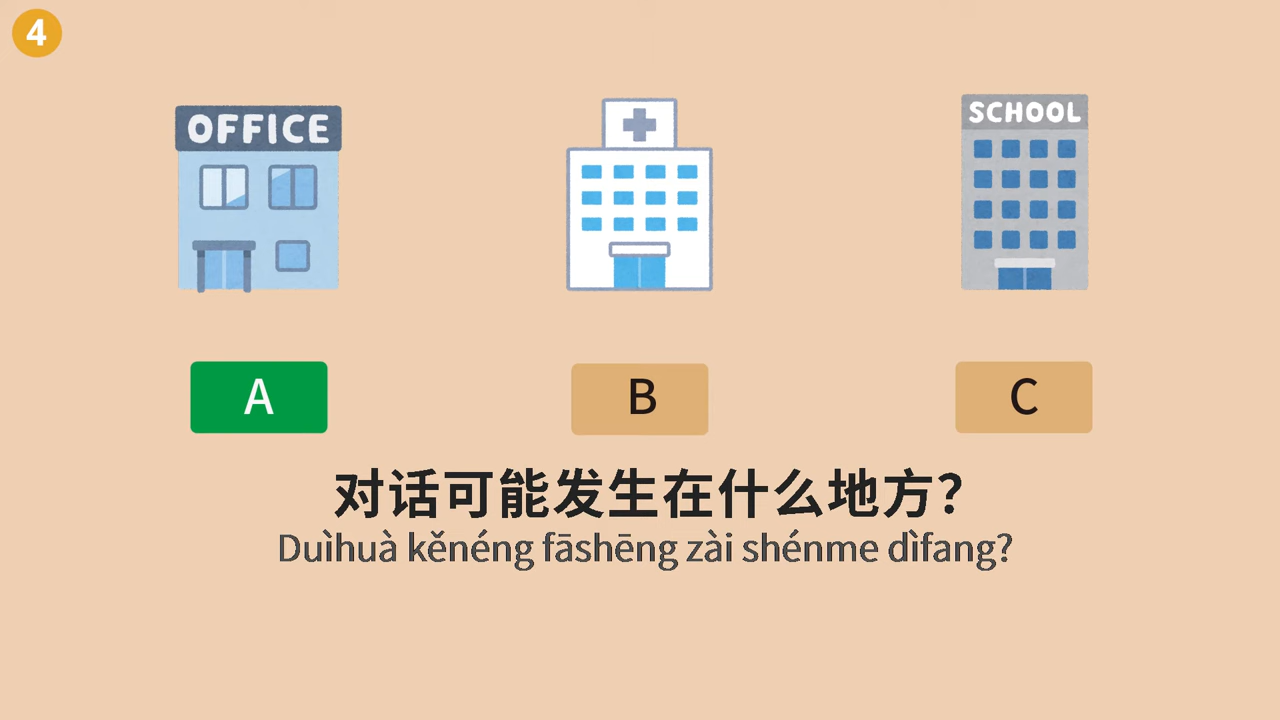 4
OFFICE
SCHOOL
A
B
C
对话可能发生在什么地方?
Duìhuà kěnéng fāshēng zài shénme dìfang?